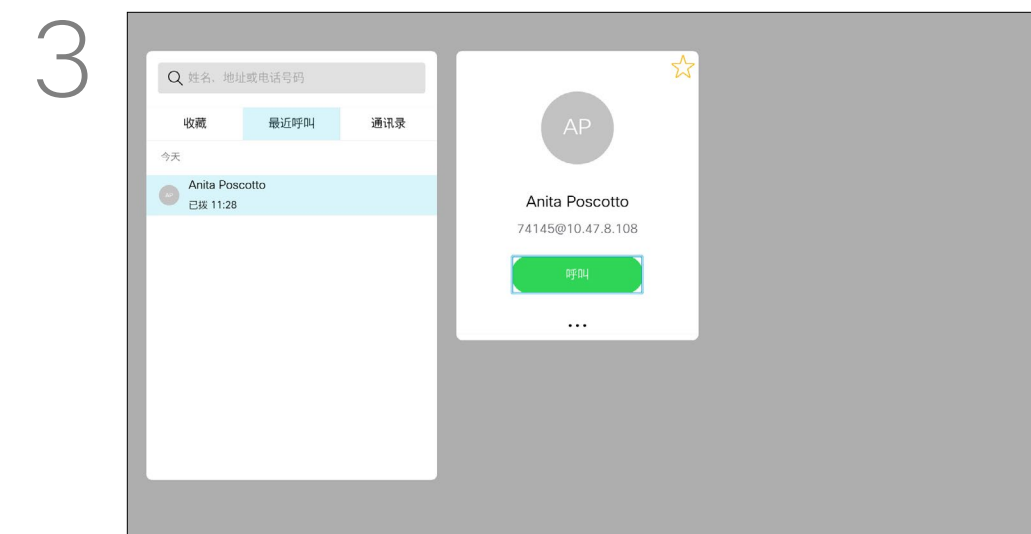 3
姓名、地址或电话号码
收藏 最近呼叫 通讯录
今天
AP Anita Poscotto
已拨 11:28
AP
Anita Poscotto
74145@10.47.8.108
呼叫